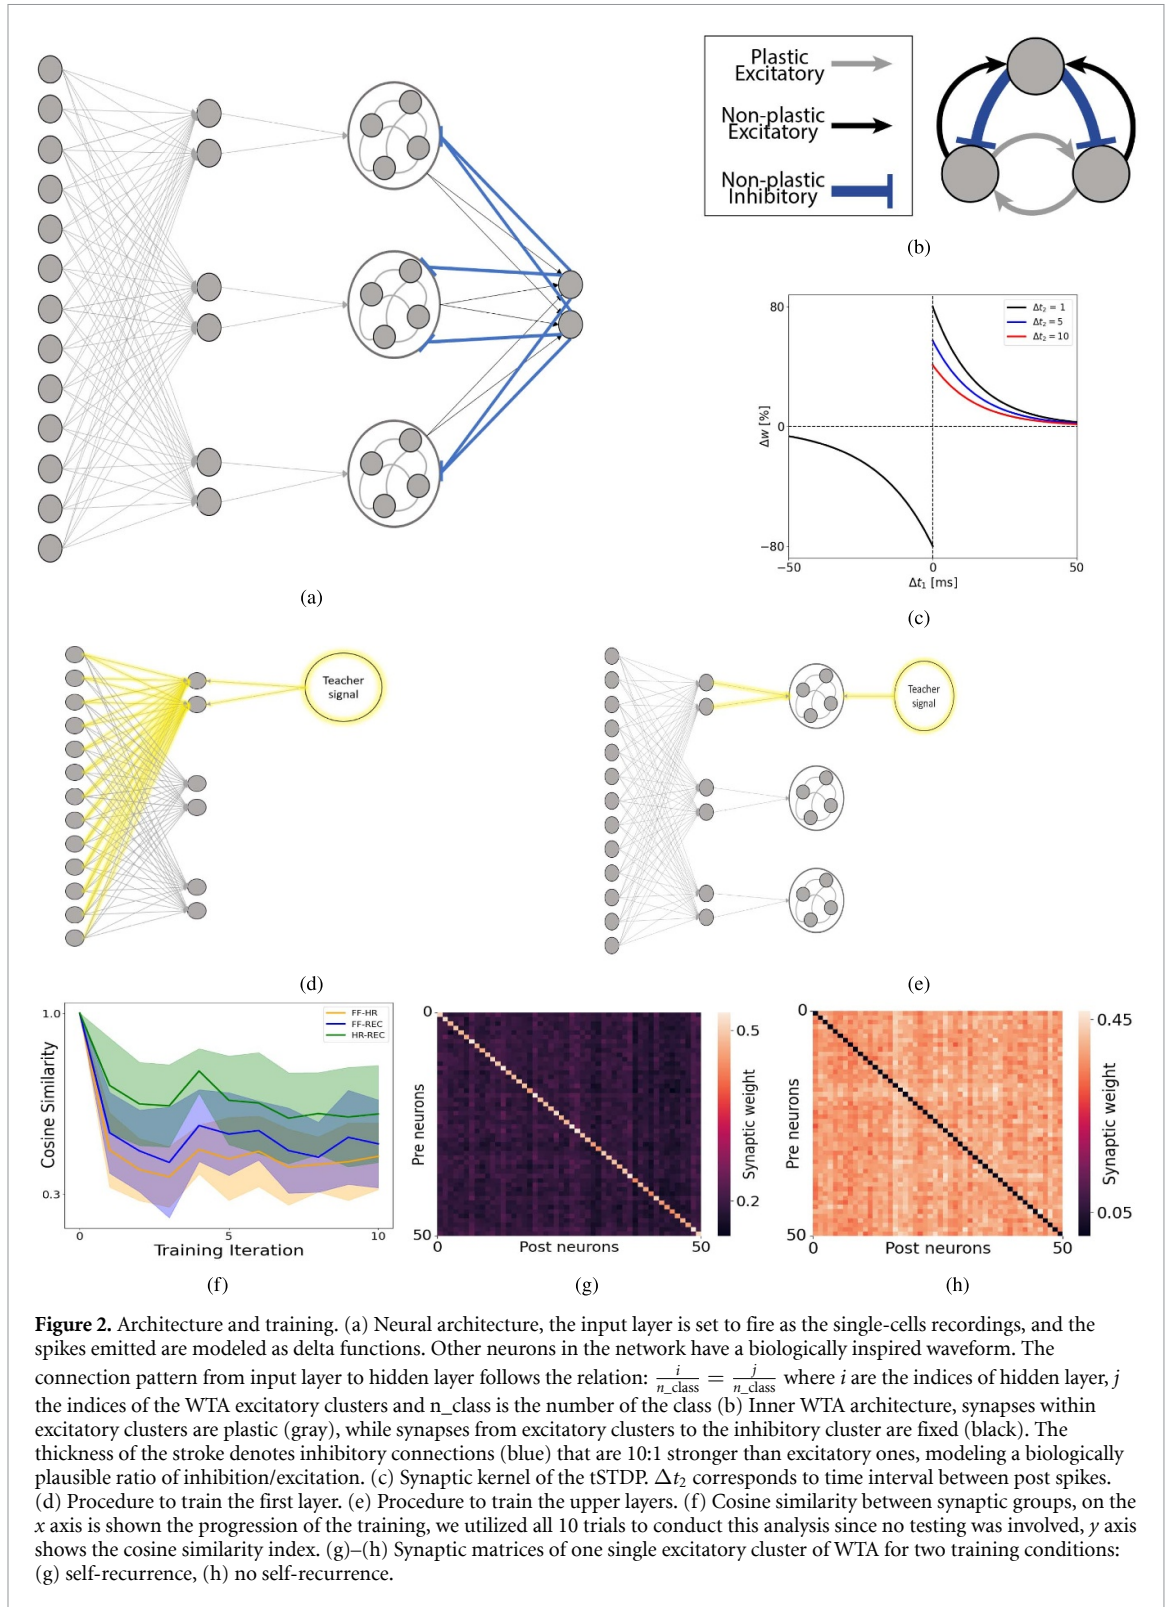 (a)
Plastic
Excitatory
Non-plastic
Excitatory
Non-plastic
Inhibitory
(b)
80
0
−80
Δw [%]
−50
0
50
Δt₁ [ms]
Δt₂ = 1
Δt₂ = 5
Δt₂ = 10
(c)
Teacher
signal
(d)
Teacher
signal
(e)
1.0
0.3
Cosine Similarity
FF-HR
FF-REC
HR-REC
0
5
10
Training Iteration
(f)
0
50
Pre neurons
0
50
Post neurons
0.5
0.2
Synaptic weight
(g)
0
50
Pre neurons
0
50
Post neurons
0.45
0.05
Synaptic weight
(h)
Figure 2. Architecture and training. (a) Neural architecture, the input layer is set to fire as the single-cells recordings, and the
spikes emitted are modeled as delta functions. Other neurons in the network have a biologically inspired waveform. The
connection pattern from input layer to hidden layer follows the relation: i/n_class = j/n_class where i are the indices of hidden layer, j
the indices of the WTA excitatory clusters and n_class is the number of the class (b) Inner WTA architecture, synapses within
excitatory clusters are plastic (gray), while synapses from excitatory clusters to the inhibitory cluster are fixed (black). The
thickness of the stroke denotes inhibitory connections (blue) that are 10:1 stronger than excitatory ones, modeling a biologically
plausible ratio of inhibition/excitation. (c) Synaptic kernel of the tSTDP. Δt₂ corresponds to time interval between post spikes.
(d) Procedure to train the first layer. (e) Procedure to train the upper layers. (f) Cosine similarity between synaptic groups, on the
x axis is shown the progression of the training, we utilized all 10 trials to conduct this analysis since no testing was involved, y axis
shows the cosine similarity index. (g)–(h) Synaptic matrices of one single excitatory cluster of WTA for two training conditions:
(g) self-recurrence, (h) no self-recurrence.